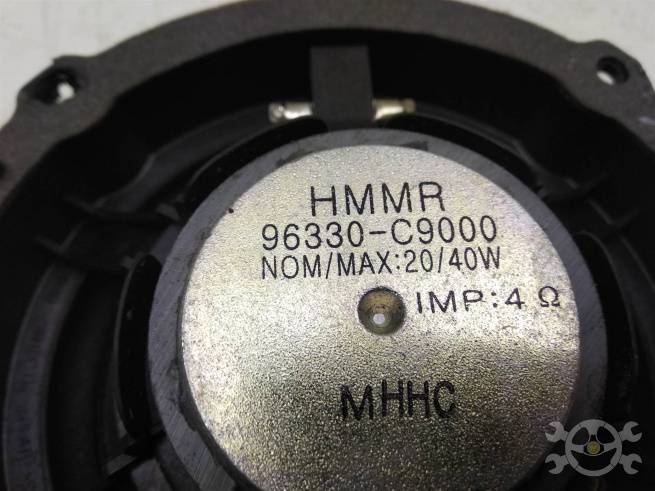 HMMR
96330-C9000
NOM/MAX:20/40W
IMP:4 Ω
MHHC